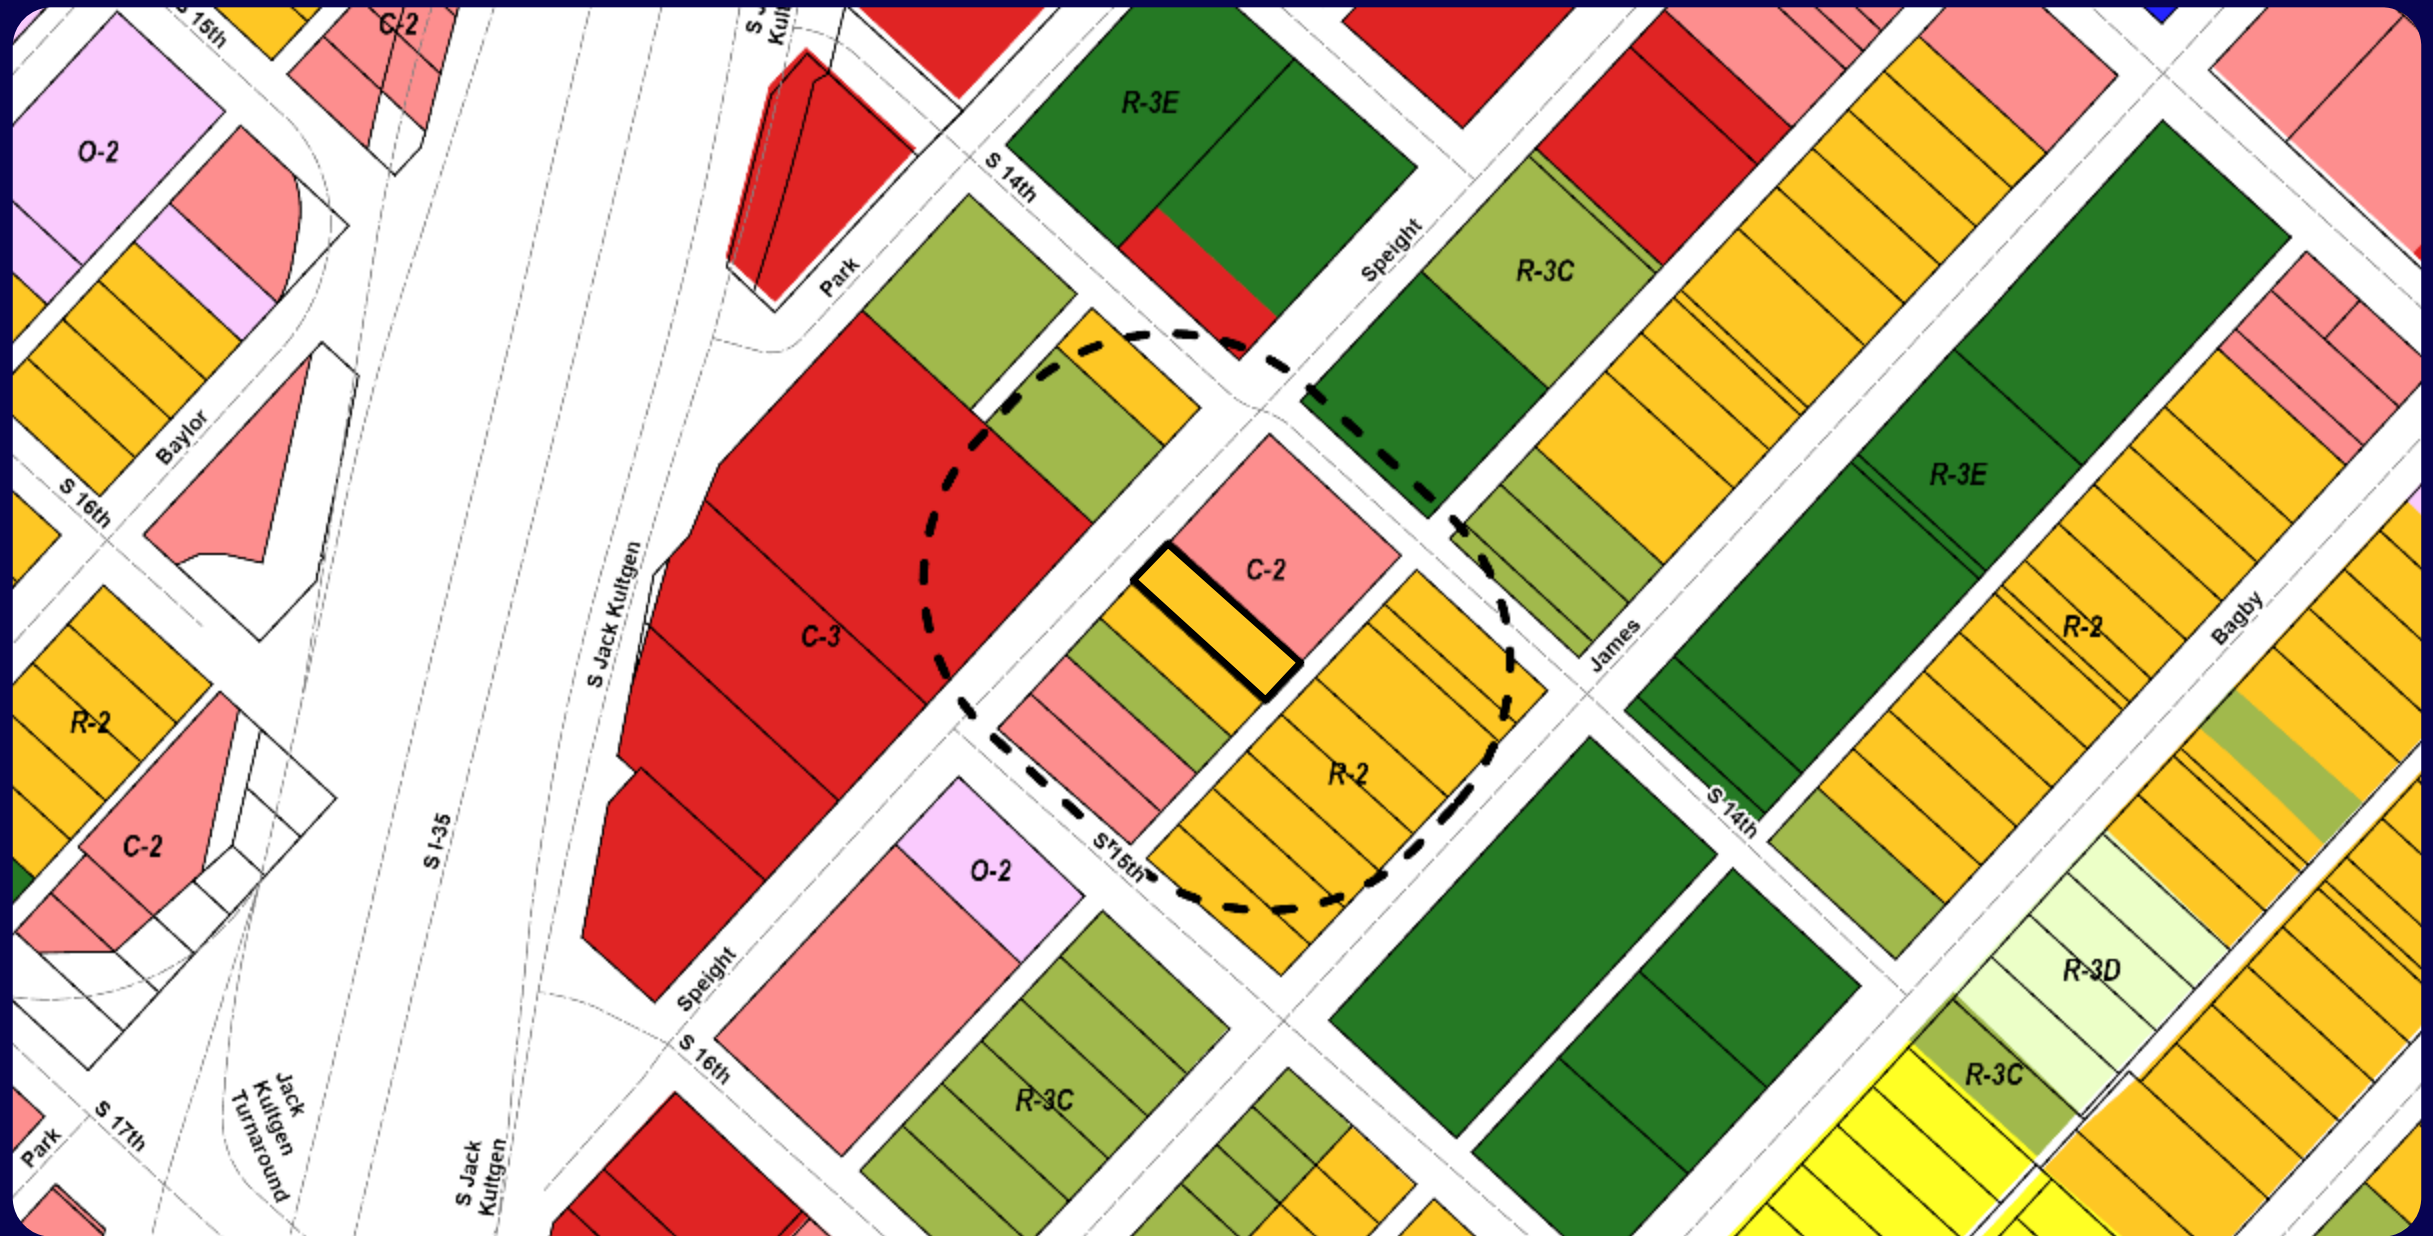 S 15th
C-2
S J
Kult
O-2
R-3E
S 14th
Park
Speight
R-3C
Baylor
S 16th
R-3E
C-2
S Jack Kultgen
C-3
R-2
Bagby
James
R-2
R-2
C-2
S I-35
S 15th
S 14th
O-2
R-3D
Speight
S 16th
R-3C
R-3C
Jack
Kultgen
Turnaround
S 17th
Park
S Jack
Kultgen